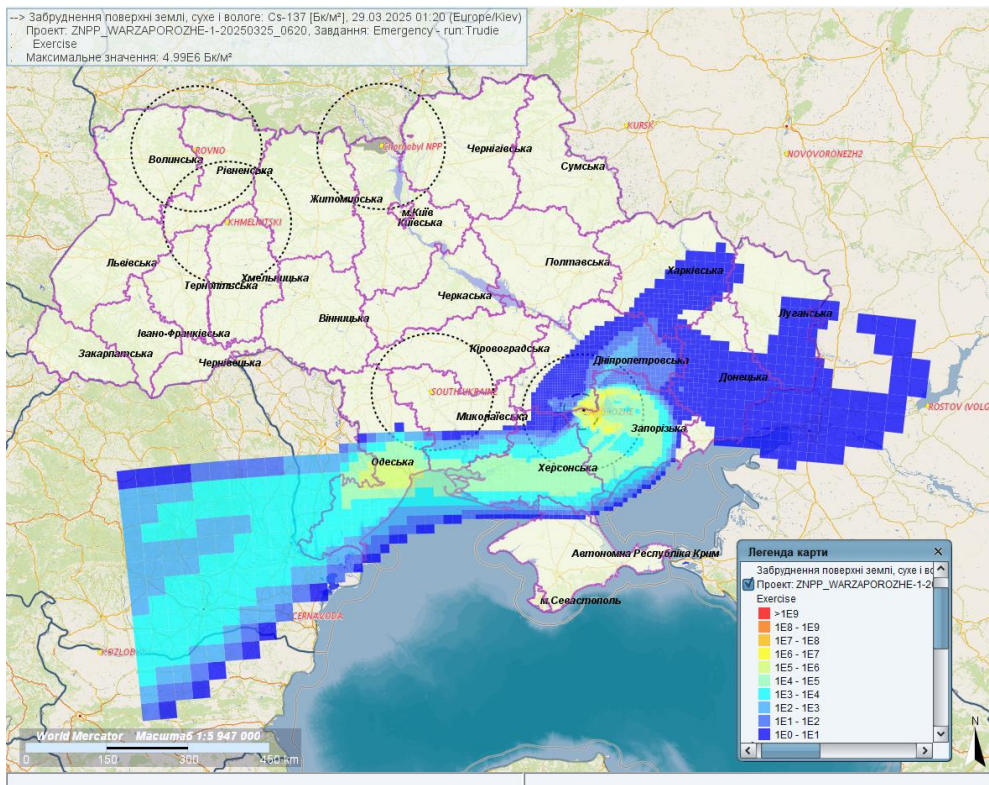 --> Забруднення поверхні землі, сухе і вологе: Cs-137 [Бк/м²], 29.03.2025 01:20 (Europe/Kiev)
Проект: ZNPP_WARZAPOROZHE-1-20250325_0620, Завдання: Emergency - run:Trudie
Exercise
Максимальне значення: 4.99E6 Бк/м²
KURSK
Chornobyl NPP
Чернігівська
ROVNO
Волинська
NOVOVORONEZH2
Сумська
Рівненська
Житомирська
м.Київ
KHMELNITSKI
Київська
Львівська
Полтавська
Харківська
Хмельницька
Тернопільська
Черкаська
Луганська
Вінницька
Івано-Франківська
Кіровоградська
Закарпатська
Чернівецька
Дніпропетровська
Донецька
SOUTH UKRAINE
ROSTOV (VOLG
Миколаївська
Запорізька
Одеська
Херсонська
Автономна Республіка Крим
м.Севастополь
CERNAVODA
KOZLOD
Легенда карти
Забруднення поверхні землі, сухе і вс
Проект: ZNPP_WARZAPOROZHE-1-20
Exercise
>1E9
1E8 - 1E9
1E7 - 1E8
1E6 - 1E7
1E5 - 1E6
1E4 - 1E5
1E3 - 1E4
1E2 - 1E3
1E1 - 1E2
1E0 - 1E1
World Mercator Масштаб 1:5 947 000
0 150 300 450 km
N